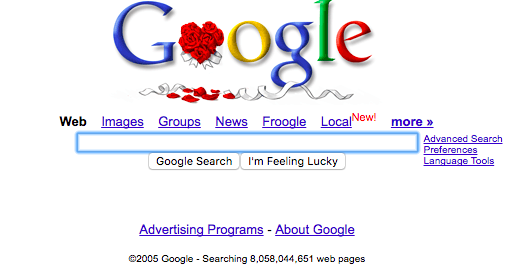 Google
Web Images Groups News Froogle Local New! more »
Advanced Search
Preferences
Language Tools
Google Search I'm Feeling Lucky
Advertising Programs - About Google
©2005 Google - Searching 8,058,044,651 web pages